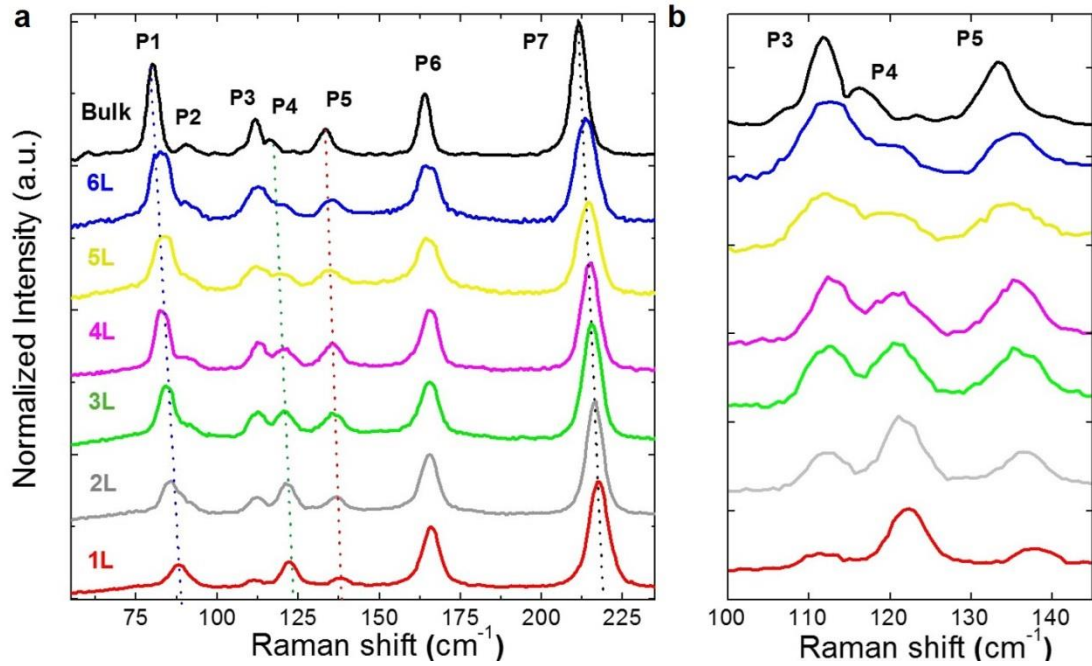 a
P1
P2
P3
P4
P5
P6
P7
Bulk
6L
5L
4L
3L
2L
1L
Normalized Intensity (a.u.)
75 100 125 150 175 200 225
Raman shift (cm⁻¹)
b
P3
P4
P5
100 110 120 130 140
Raman shift (cm⁻¹)